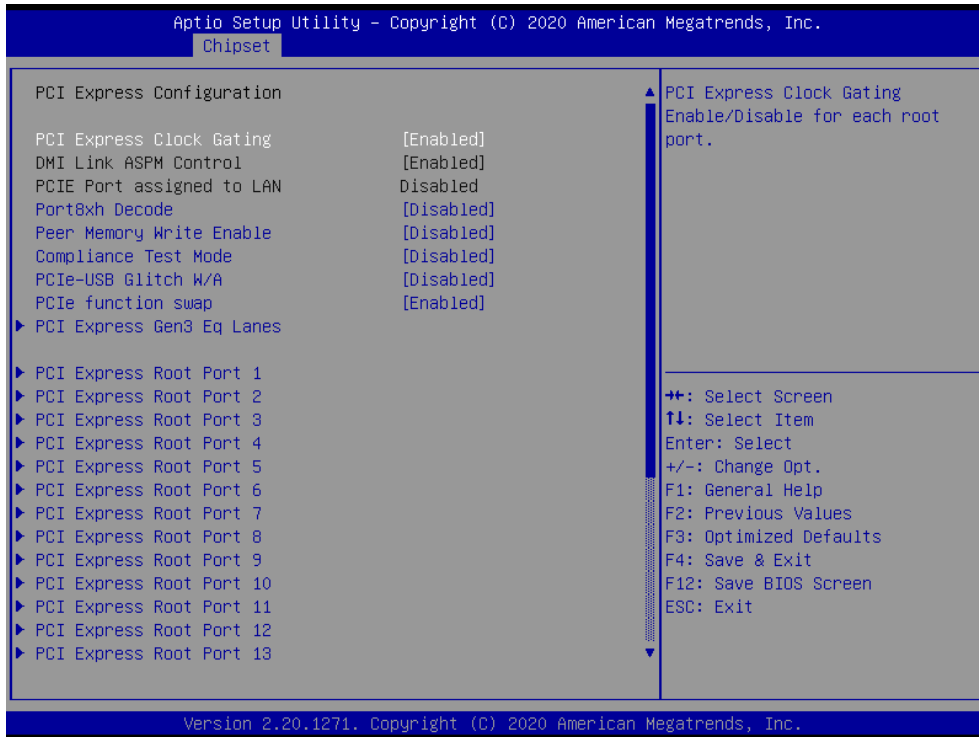 Aptio Setup Utility – Copyright (C) 2020 American Megatrends, Inc.
Chipset
PCI Express Configuration
PCI Express Clock Gating [Enabled]
DMI Link ASPM Control [Enabled]
PCIE Port assigned to LAN Disabled
Port8xh Decode [Disabled]
Peer Memory Write Enable [Disabled]
Compliance Test Mode [Disabled]
PCIe-USB Glitch W/A [Disabled]
PCIe function swap [Enabled]
PCI Express Gen3 Eq Lanes
PCI Express Root Port 1
PCI Express Root Port 2
PCI Express Root Port 3
PCI Express Root Port 4
PCI Express Root Port 5
PCI Express Root Port 6
PCI Express Root Port 7
PCI Express Root Port 8
PCI Express Root Port 9
PCI Express Root Port 10
PCI Express Root Port 11
PCI Express Root Port 12
PCI Express Root Port 13
PCI Express Clock Gating
Enable/Disable for each root
port.
→←: Select Screen
↑↓: Select Item
Enter: Select
+/-: Change Opt.
F1: General Help
F2: Previous Values
F3: Optimized Defaults
F4: Save & Exit
F12: Save BIOS Screen
ESC: Exit
Version 2.20.1271. Copyright (C) 2020 American Megatrends, Inc.